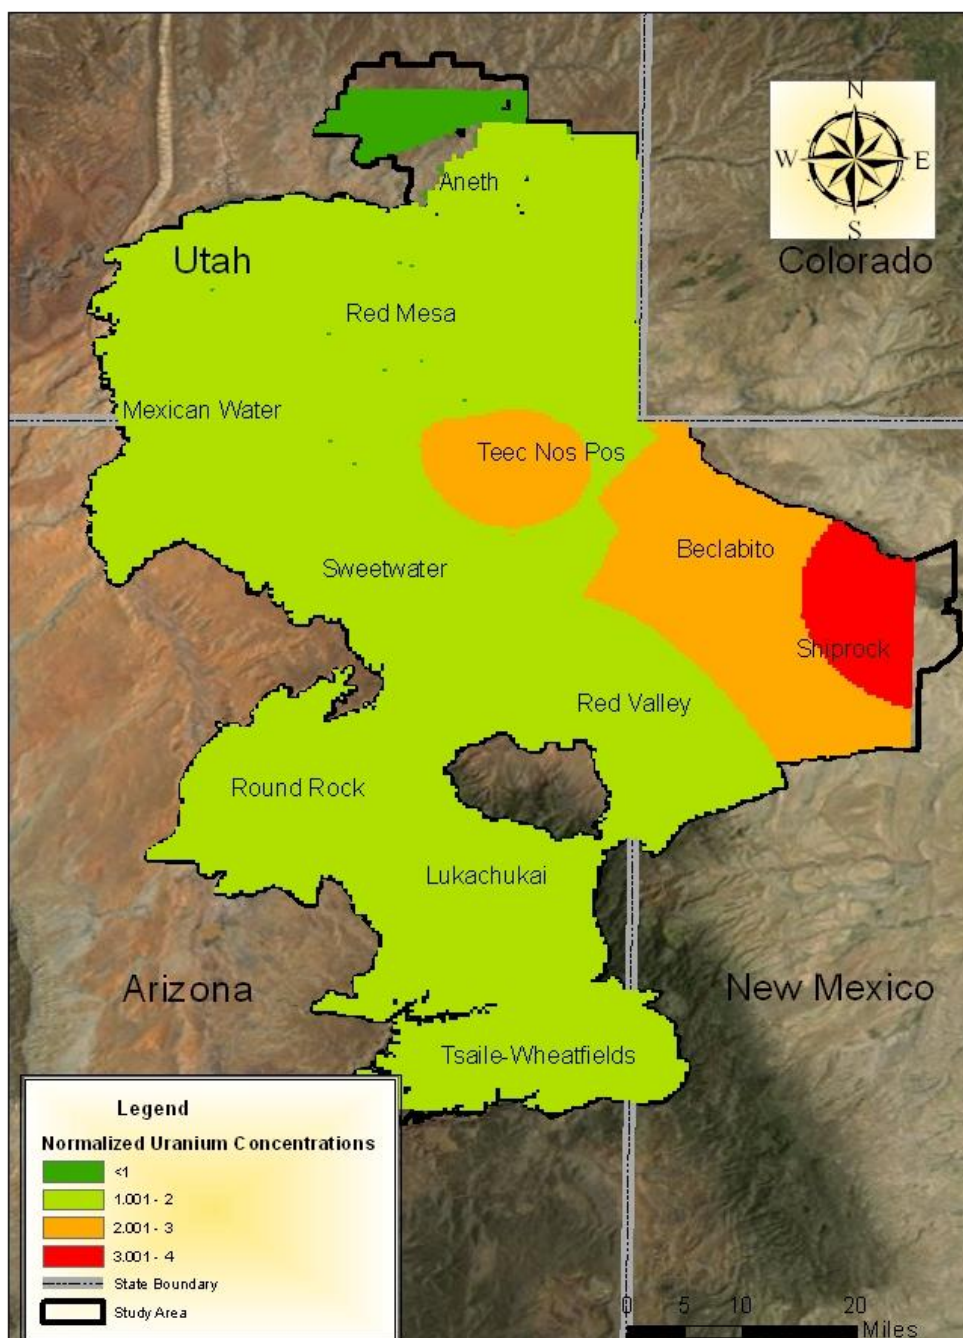 N
W E
S
Aneth
Utah
Colorado
Red Mesa
Mexican Water
Teec Nos Pos
Beclabito
Sweetwater
Shiprock
Red Valley
Round Rock
Lukachukai
Arizona
New Mexico
Tsaile-Wheatfields
Legend
Normalized Uranium Concentrations
<1
1.001 - 2
2.001 - 3
3.001 - 4
State Boundary
Study Area
0 5 10 20
Miles